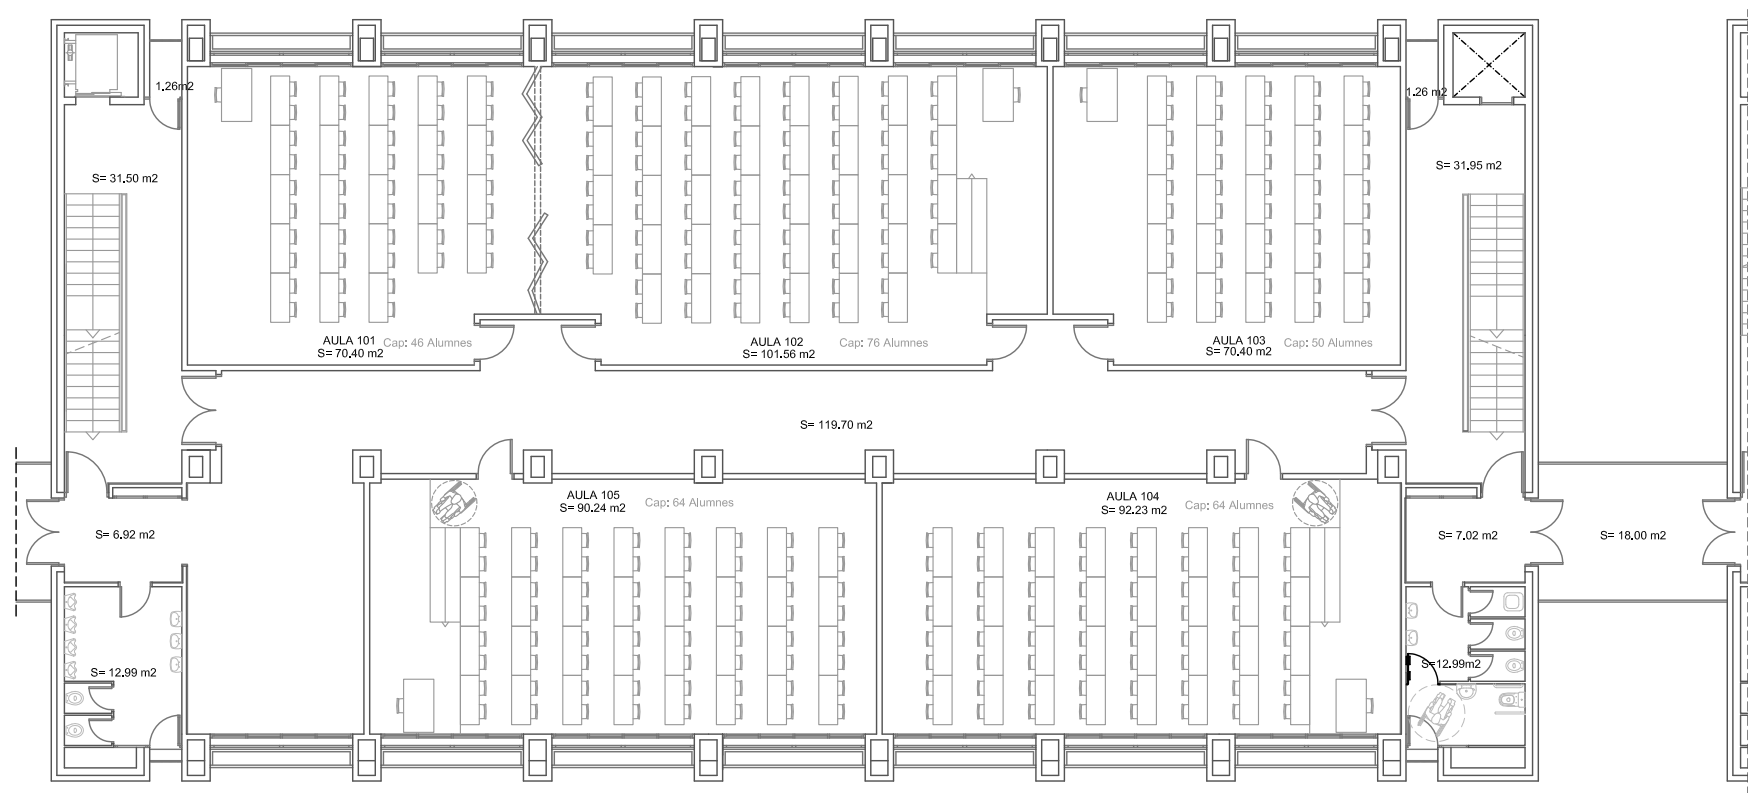 1.26m2
1.26 m2
S= 31.50 m2
S= 31.95 m2
AULA 101
S= 70.40 m2
Cap: 46 Alumnes
AULA 102
S= 101.56 m2
Cap: 76 Alumnes
AULA 103
S= 70.40 m2
Cap: 50 Alumnes
S= 119.70 m2
AULA 105
S= 90.24 m2
Cap: 64 Alumnes
AULA 104
S= 92.23 m2
Cap: 64 Alumnes
S= 6.92 m2
S= 7.02 m2
S= 18.00 m2
S= 12.99 m2
S=12.99m2